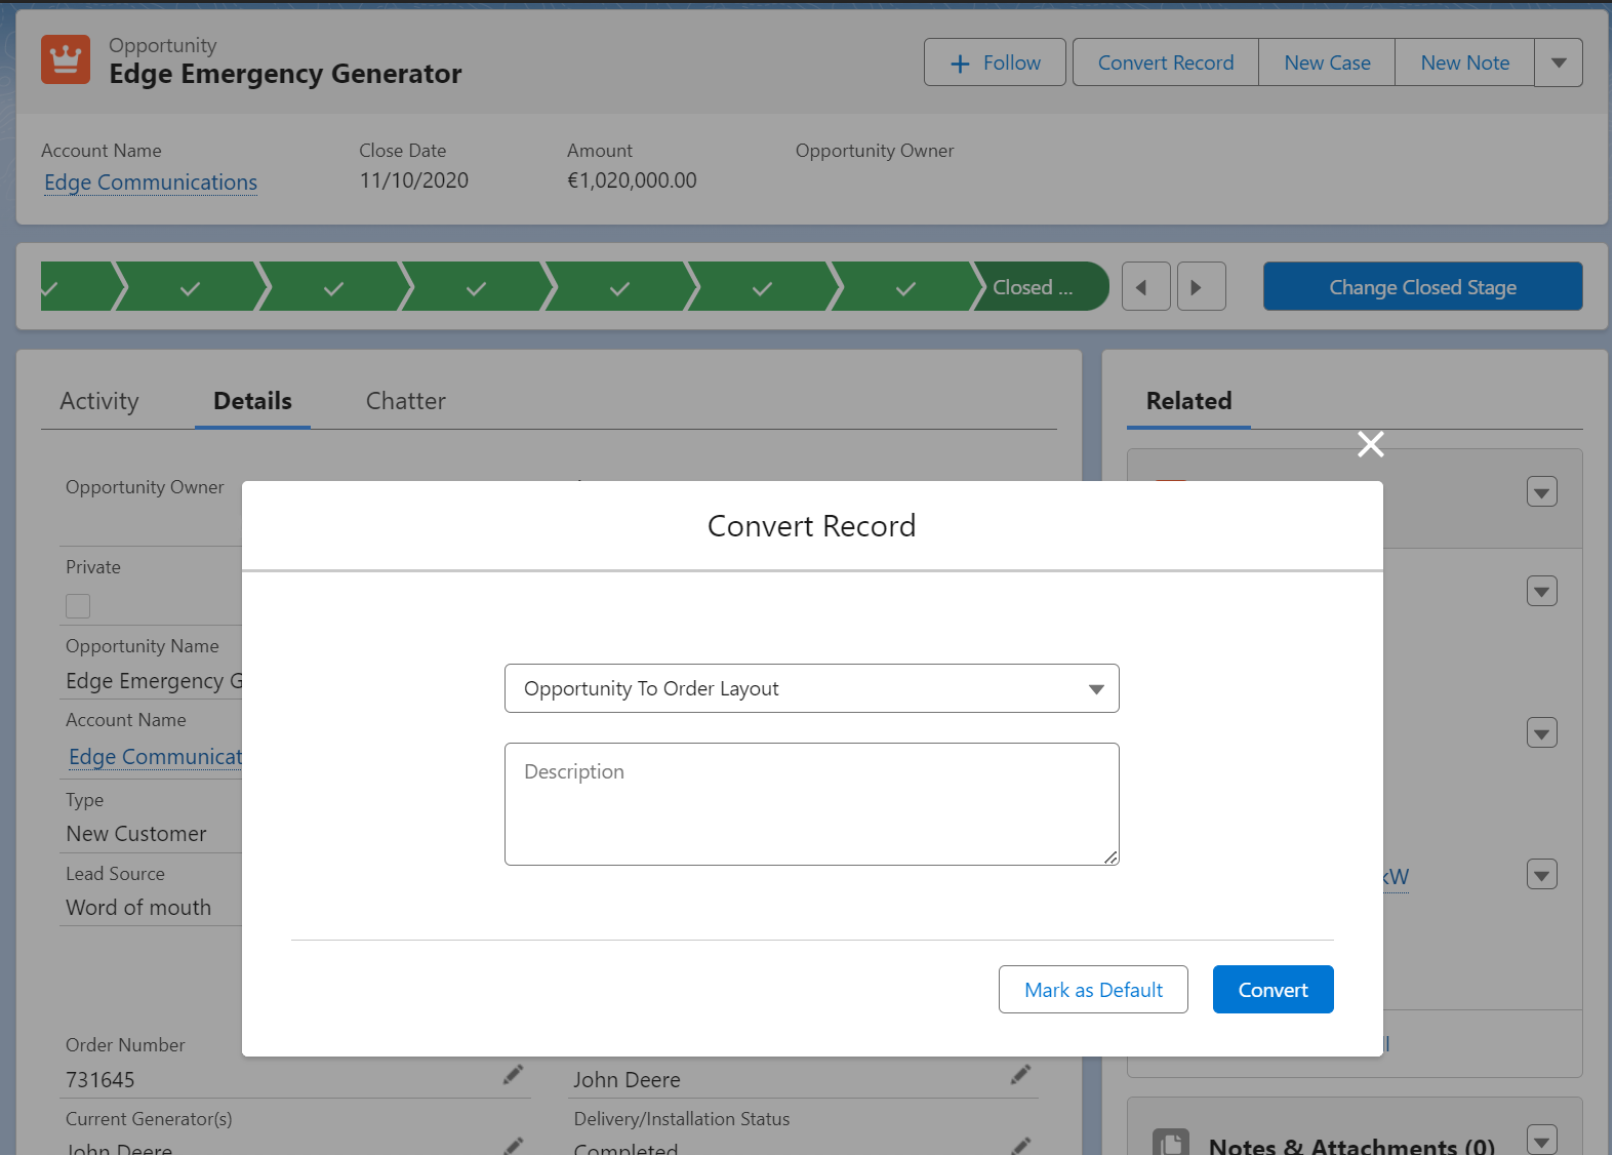 Opportunity
Edge Emergency Generator
Follow
Convert Record
New Case
New Note
Account Name
Close Date
Amount
Opportunity Owner
Edge Communications
11/10/2020
€1,020,000.00
Closed ...
Change Closed Stage
Activity
Details
Chatter
Related
Opportunity Owner
Convert Record
Private
Opportunity Name
Edge Emergency G
Opportunity To Order Layout
Account Name
Edge Communicat
Description
Type
New Customer
Lead Source
Word of mouth
kW
Mark as Default
Convert
Order Number
731645
John Deere
Current Generator(s)
Delivery/Installation Status
John Deere
Completed
Notes & Attachments (0)